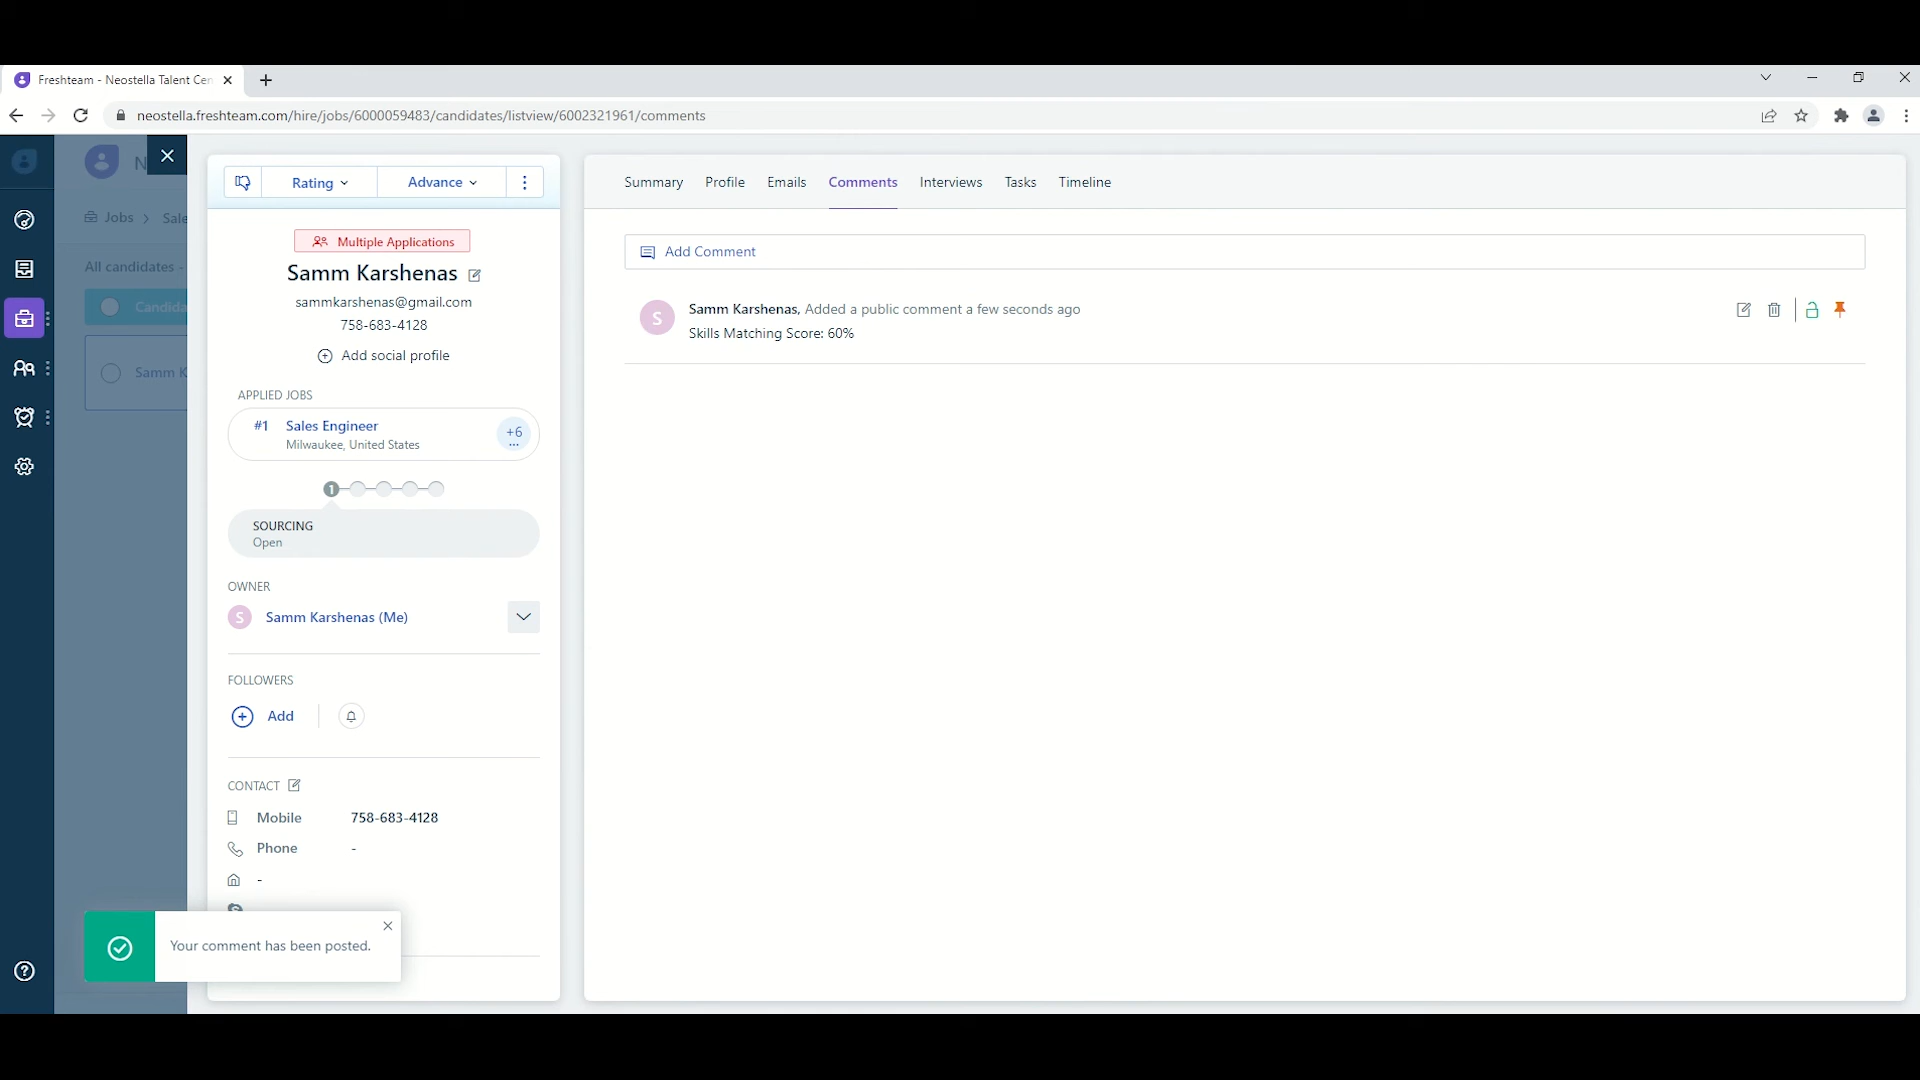 Freshteam - Neostella Talent Cen
neostella.freshteam.com/hire/jobs/6000059483/candidates/listview/6002321961/comments
N
Jobs > Sale
All candidates -
Candida
Samm K
Rating
Advance
Multiple Applications
Samm Karshenas
sammkarshenas@gmail.com
758-683-4128
Add social profile
APPLIED JOBS
#1 Sales Engineer
Milwaukee, United States
+6
...
1
SOURCING
Open
OWNER
S Samm Karshenas (Me)
FOLLOWERS
Add
CONTACT
Mobile 758-683-4128
Phone -
-
Your comment has been posted.
Summary Profile Emails Comments Interviews Tasks Timeline
Add Comment
S
Samm Karshenas, Added a public comment a few seconds ago
Skills Matching Score: 60%